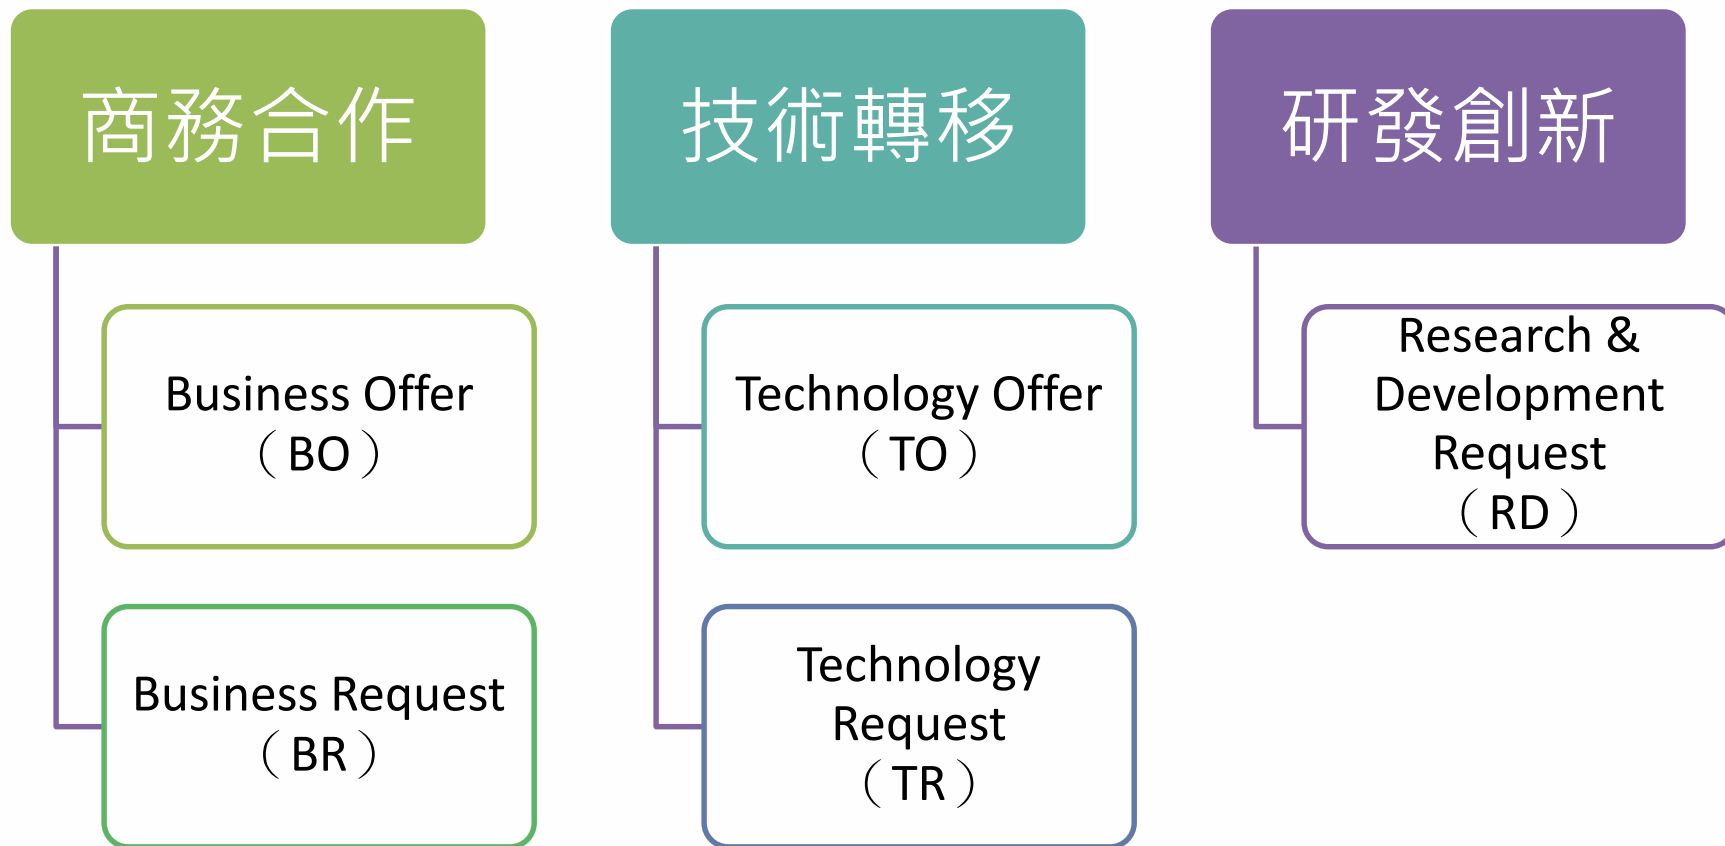 商務合作
Business Offer
（BO）
Business Request
（BR）
技術轉移
Technology Offer
（TO）
Technology
Request
（TR）
研發創新
Research &
Development
Request
（RD）